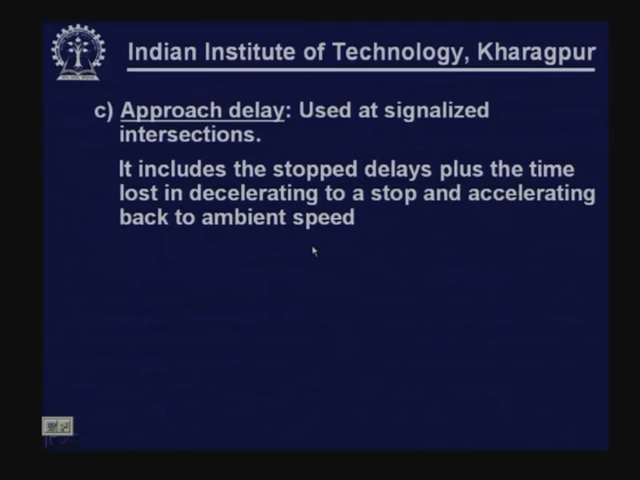 Indian Institute of Technology, Kharagpur
c) Approach delay: Used at signalized
intersections.
It includes the stopped delays plus the time
lost in decelerating to a stop and accelerating
back to ambient speed